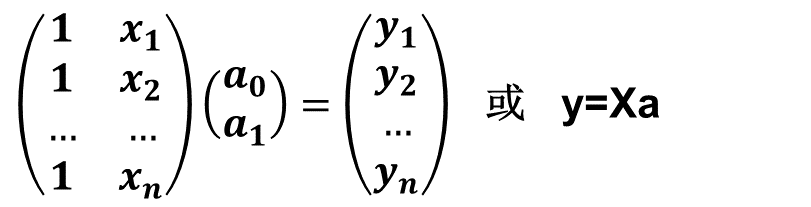 1 x₁ y₁
1 x₂ a₀ y₂
... ... a₁ = ... 或 y=Xa
1 xₙ yₙ